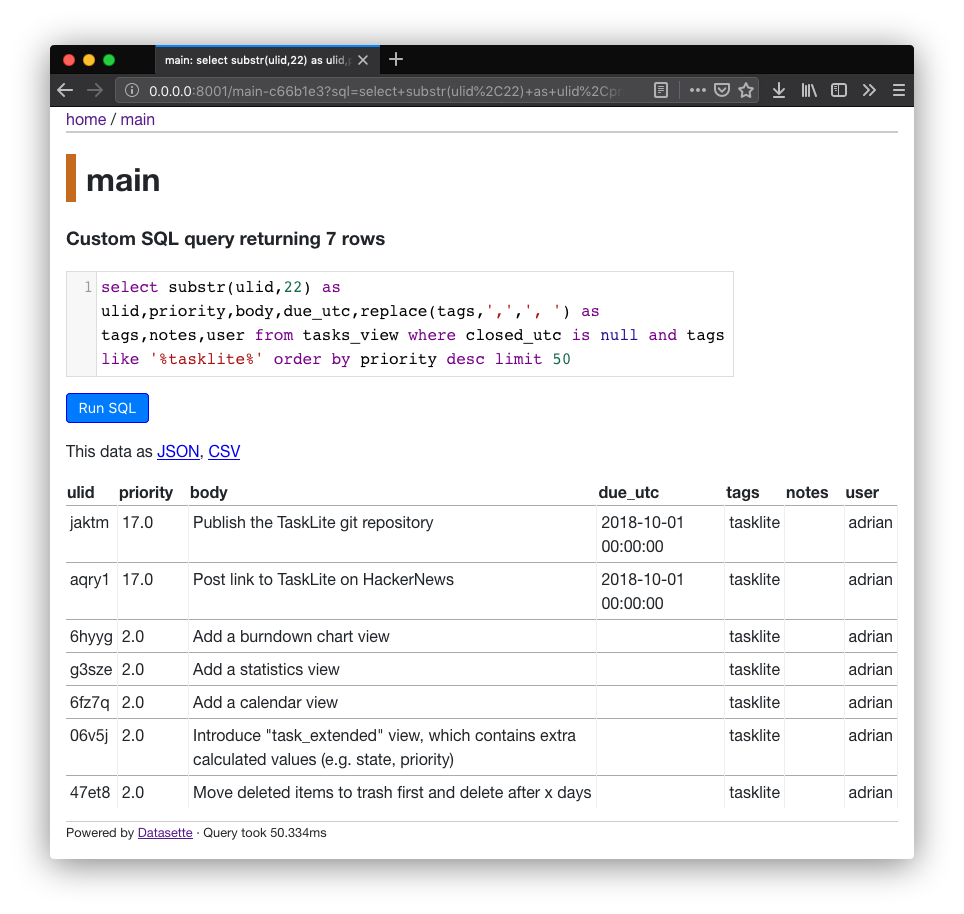 main: select substr(ulid,22) as ulid,
0.0.0.0:8001/main-c66b1e3?sql=select+substr(ulid%2C22)+as+ulid%2Cpr
home / main
main
Custom SQL query returning 7 rows
1 select substr(ulid,22) as
ulid,priority,body,due_utc,replace(tags,',',', ') as
tags,notes,user from tasks_view where closed_utc is null and tags
like '%tasklite%' order by priority desc limit 50
Run SQL
This data as JSON, CSV
ulid priority body due_utc tags notes user
jaktm 17.0 Publish the TaskLite git repository 2018-10-01 tasklite adrian
00:00:00
aqry1 17.0 Post link to TaskLite on HackerNews 2018-10-01 tasklite adrian
00:00:00
6hyyg 2.0 Add a burndown chart view tasklite adrian
g3sze 2.0 Add a statistics view tasklite adrian
6fz7q 2.0 Add a calendar view tasklite adrian
06v5j 2.0 Introduce "task_extended" view, which contains extra tasklite adrian
calculated values (e.g. state, priority)
47et8 2.0 Move deleted items to trash first and delete after x days tasklite adrian
Powered by Datasette · Query took 50.334ms